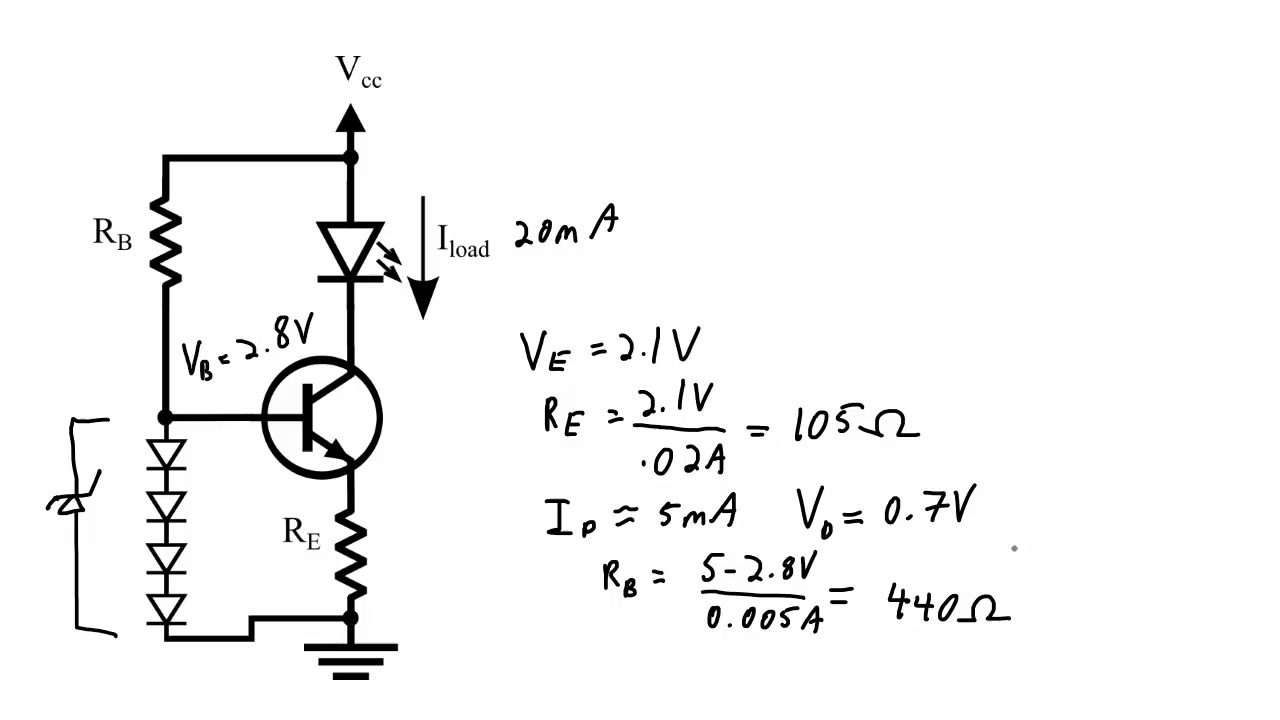 Vcc
RB
Iload 20mA
VB = 2.8V
VE = 2.1V
RE = 2.1V / .02A = 105Ω
RE
ID ≈ 5mA VD = 0.7V
RB = 5-2.8V / 0.005A = 440Ω